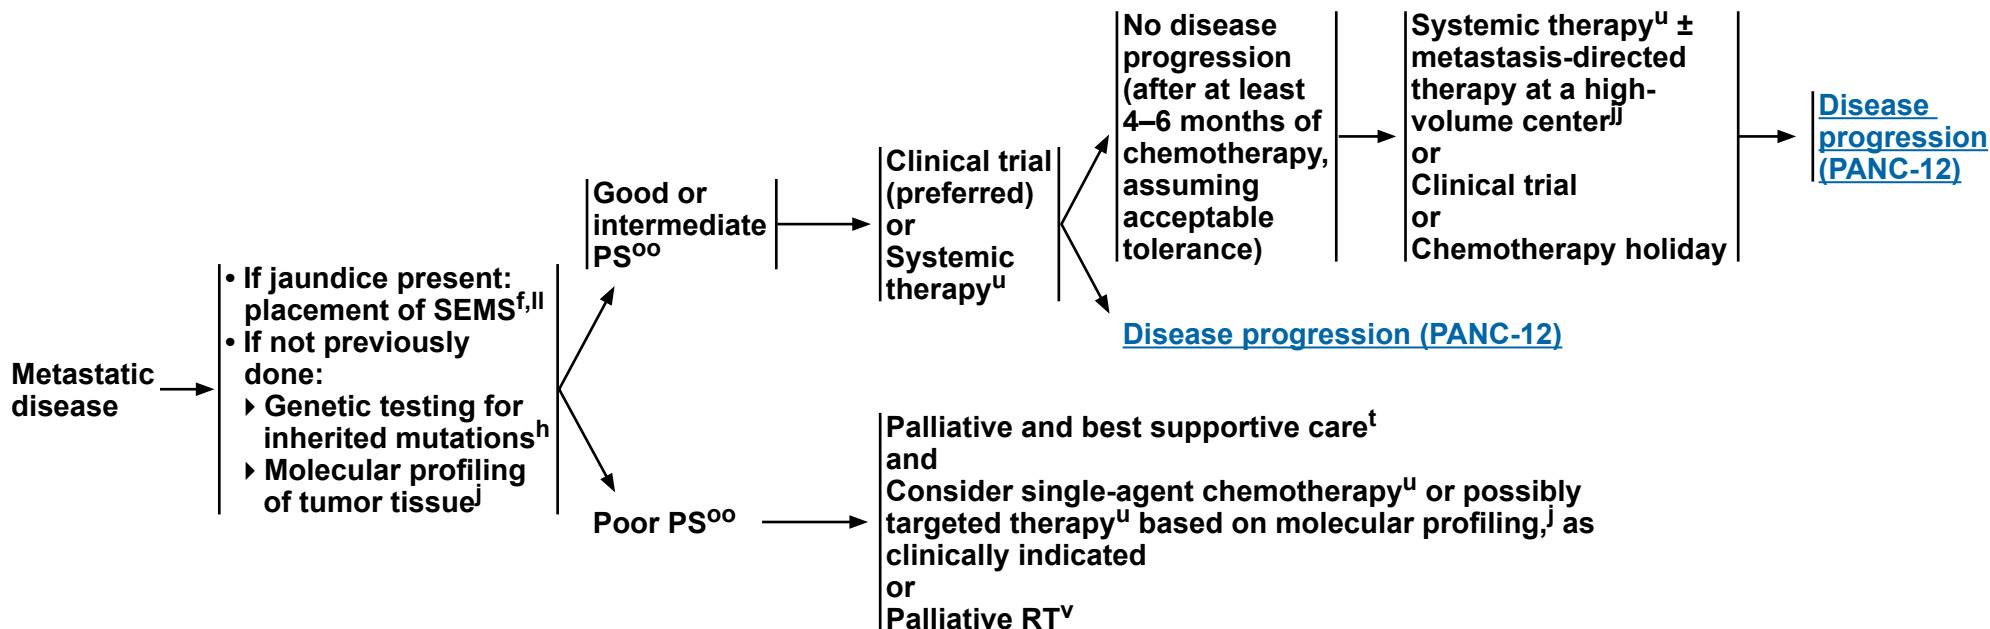 Metastatic
disease
• If jaundice present:
placement of SEMSf,ll
• If not previously
done:
Genetic testing for
inherited mutationsh
Molecular profiling
of tumor tissuej
Good or
intermediate
PSoo
Clinical trial
(preferred)
or
Systemic
therapyu
No disease
progression
(after at least
4–6 months of
chemotherapy,
assuming
acceptable
tolerance)
Systemic therapyu ±
metastasis-directed
therapy at a high-
volume centerjj
or
Clinical trial
or
Chemotherapy holiday
Disease
progression
(PANC-12)
Disease progression (PANC-12)
Poor PSoo
Palliative and best supportive caret
and
Consider single-agent chemotherapyu or possibly
targeted therapyu based on molecular profiling,j as
clinically indicated
or
Palliative RTv